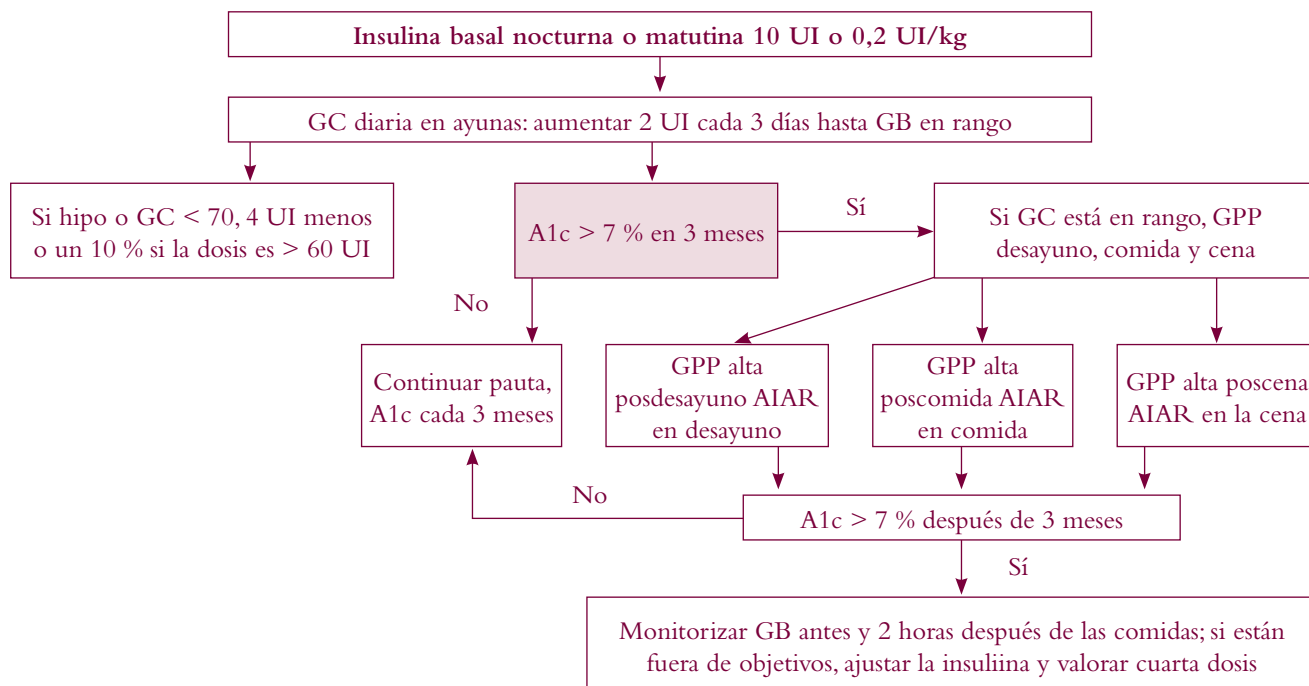 Insulina basal nocturna o matutina 10 UI o 0,2 UI/kg
GC diaria en ayunas: aumentar 2 UI cada 3 días hasta GB en rango
Si hipo o GC < 70, 4 UI menos
o un 10 % si la dosis es > 60 UI
A1c > 7 % en 3 meses
Sí
Si GC está en rango, GPP
desayuno, comida y cena
No
Continuar pauta,
A1c cada 3 meses
GPP alta
posdesayuno AIAR
en desayuno
GPP alta
poscomida AIAR
en comida
GPP alta poscena
AIAR en la cena
No
A1c > 7 % después de 3 meses
Sí
Monitorizar GB antes y 2 horas después de las comidas; si están
fuera de objetivos, ajustar la insuliina y valorar cuarta dosis